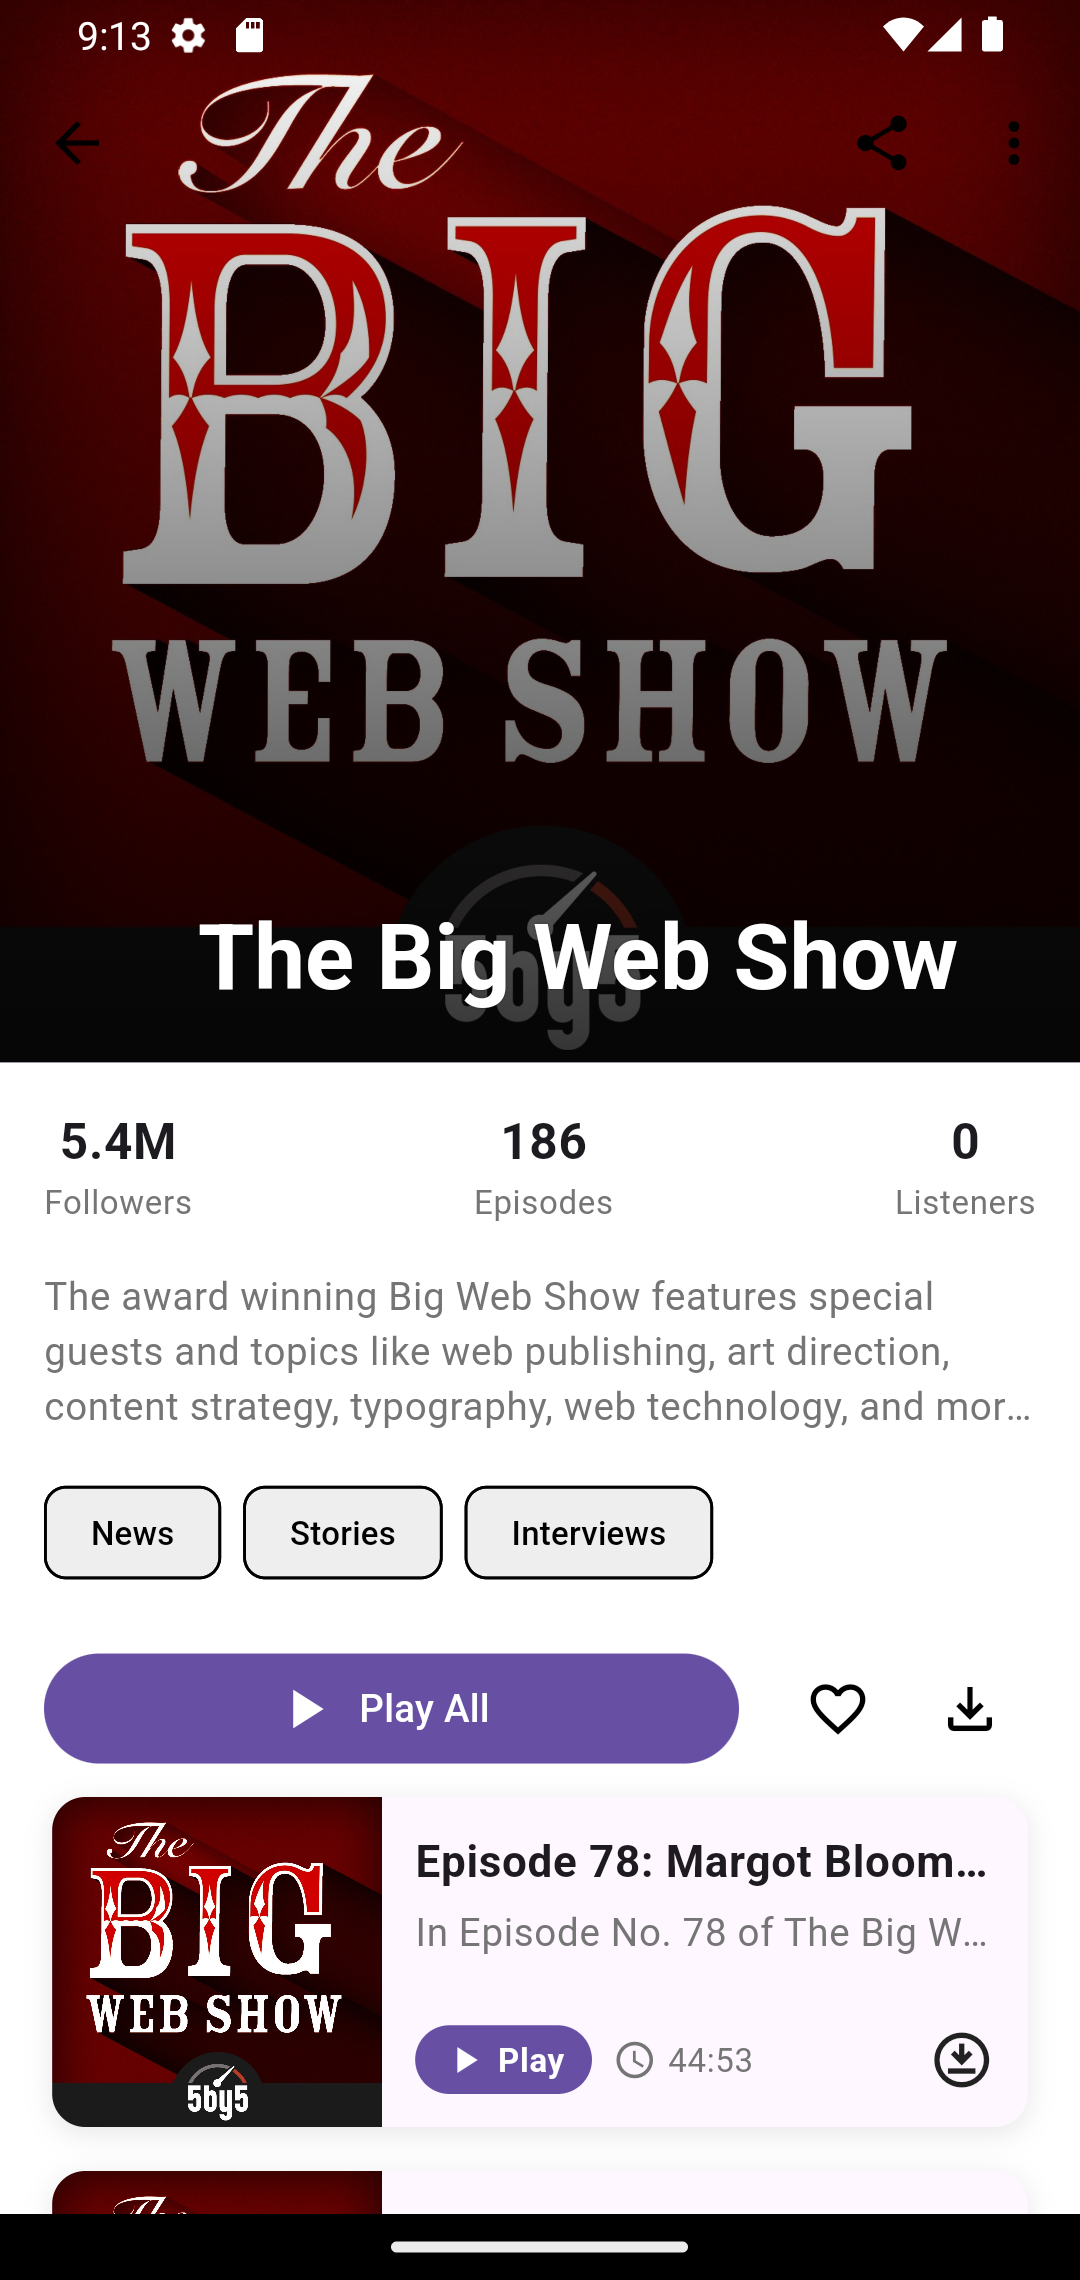 9:13
The
BIG
WEB SHOW
5by5
The Big Web Show
5.4M
Followers
186
Episodes
0
Listeners
The award winning Big Web Show features special
guests and topics like web publishing, art direction,
content strategy, typography, web technology, and mor…
News
Stories
Interviews
Play All
The
BIG
WEB SHOW
5by5
Episode 78: Margot Bloom…
In Episode No. 78 of The Big W…
Play
44:53
The